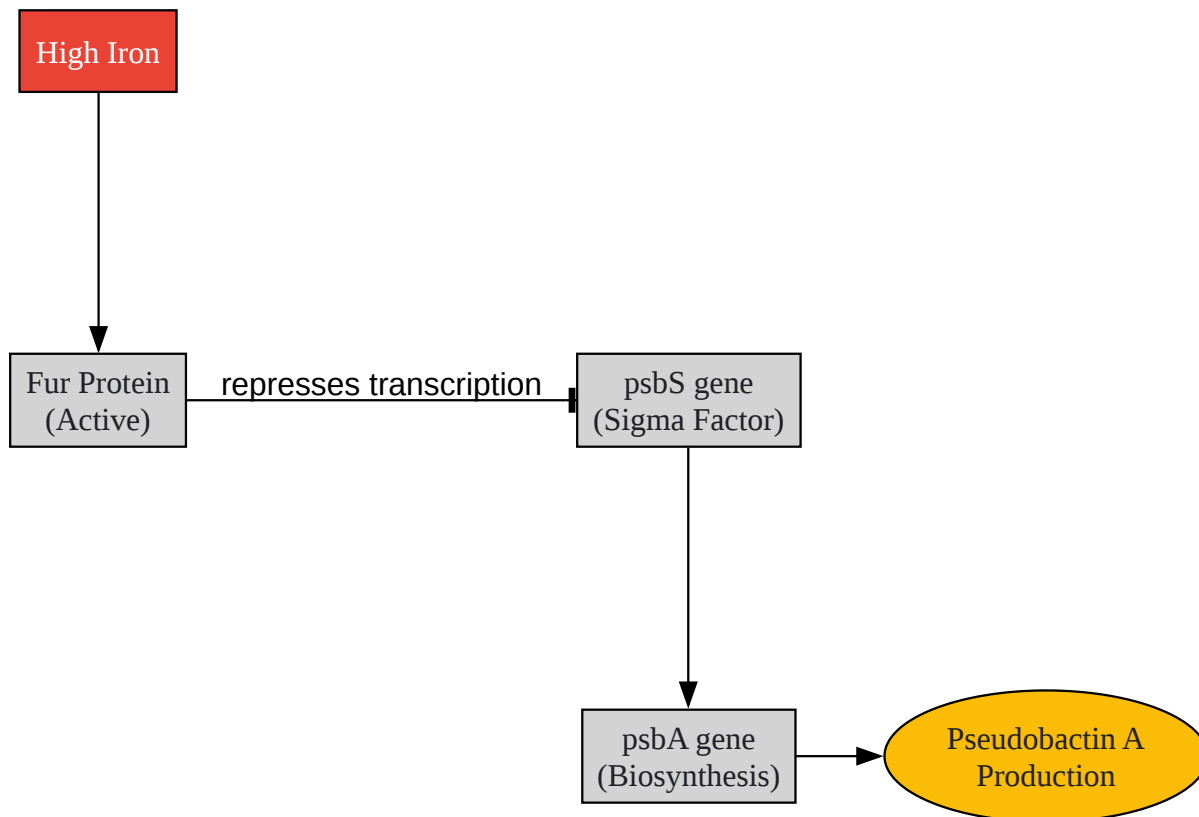 High Iron
Fur Protein
(Active)
represses transcription
psbS gene
(Sigma Factor)
psbA gene
(Biosynthesis)
Pseudobactin A
Production